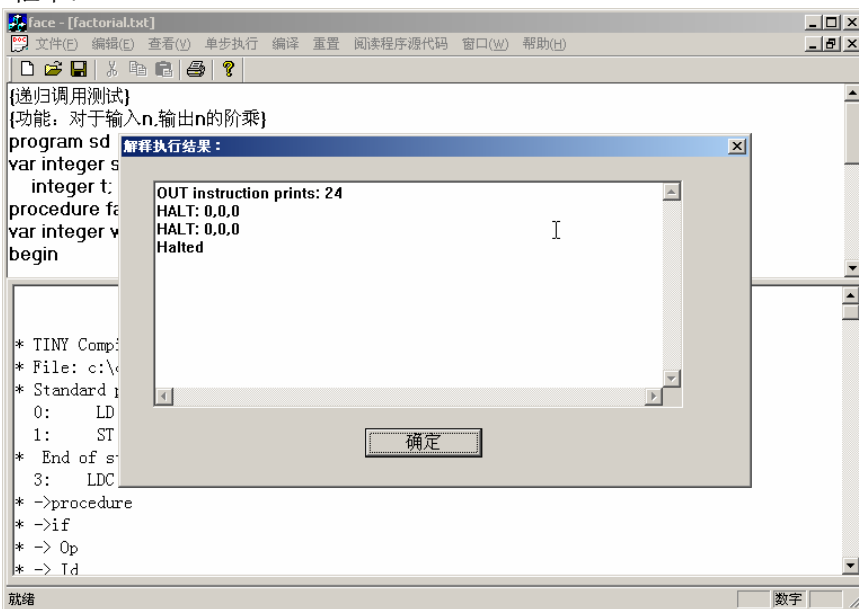 face - [factorial.txt]
文件(F) 编辑(E) 查看(V) 单步执行 编译 重置 阅读程序源代码 窗口(W) 帮助(H)
{递归调用测试}
{功能：对于输入n,输出n的阶乘}
program sd
var integer s
integer t;
procedure fa
var integer v
begin
解释执行结果：
OUT instruction prints: 24
HALT: 0,0,0
HALT: 0,0,0
Halted
确定
* TINY Comp
* File: c:\
* Standard p
0: LD
1: ST
* End of s
3: LDC
* ->procedure
* ->if
* -> Op
* -> Id
就绪
数字